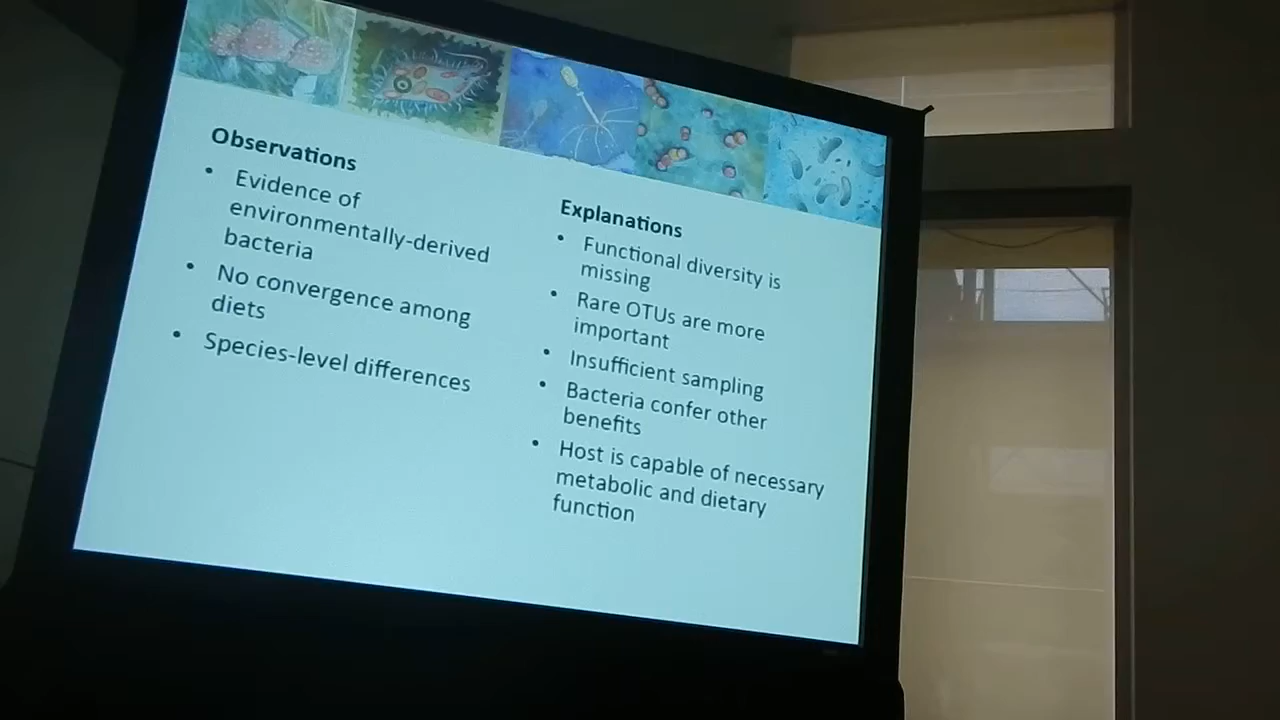 Observations
• Evidence of
environmentally-derived
bacteria
• No convergence among
diets
• Species-level differences
Explanations
• Functional diversity is
missing
• Rare OTUs are more
important
• Insufficient sampling
• Bacteria confer other
benefits
• Host is capable of necessary
metabolic and dietary
function